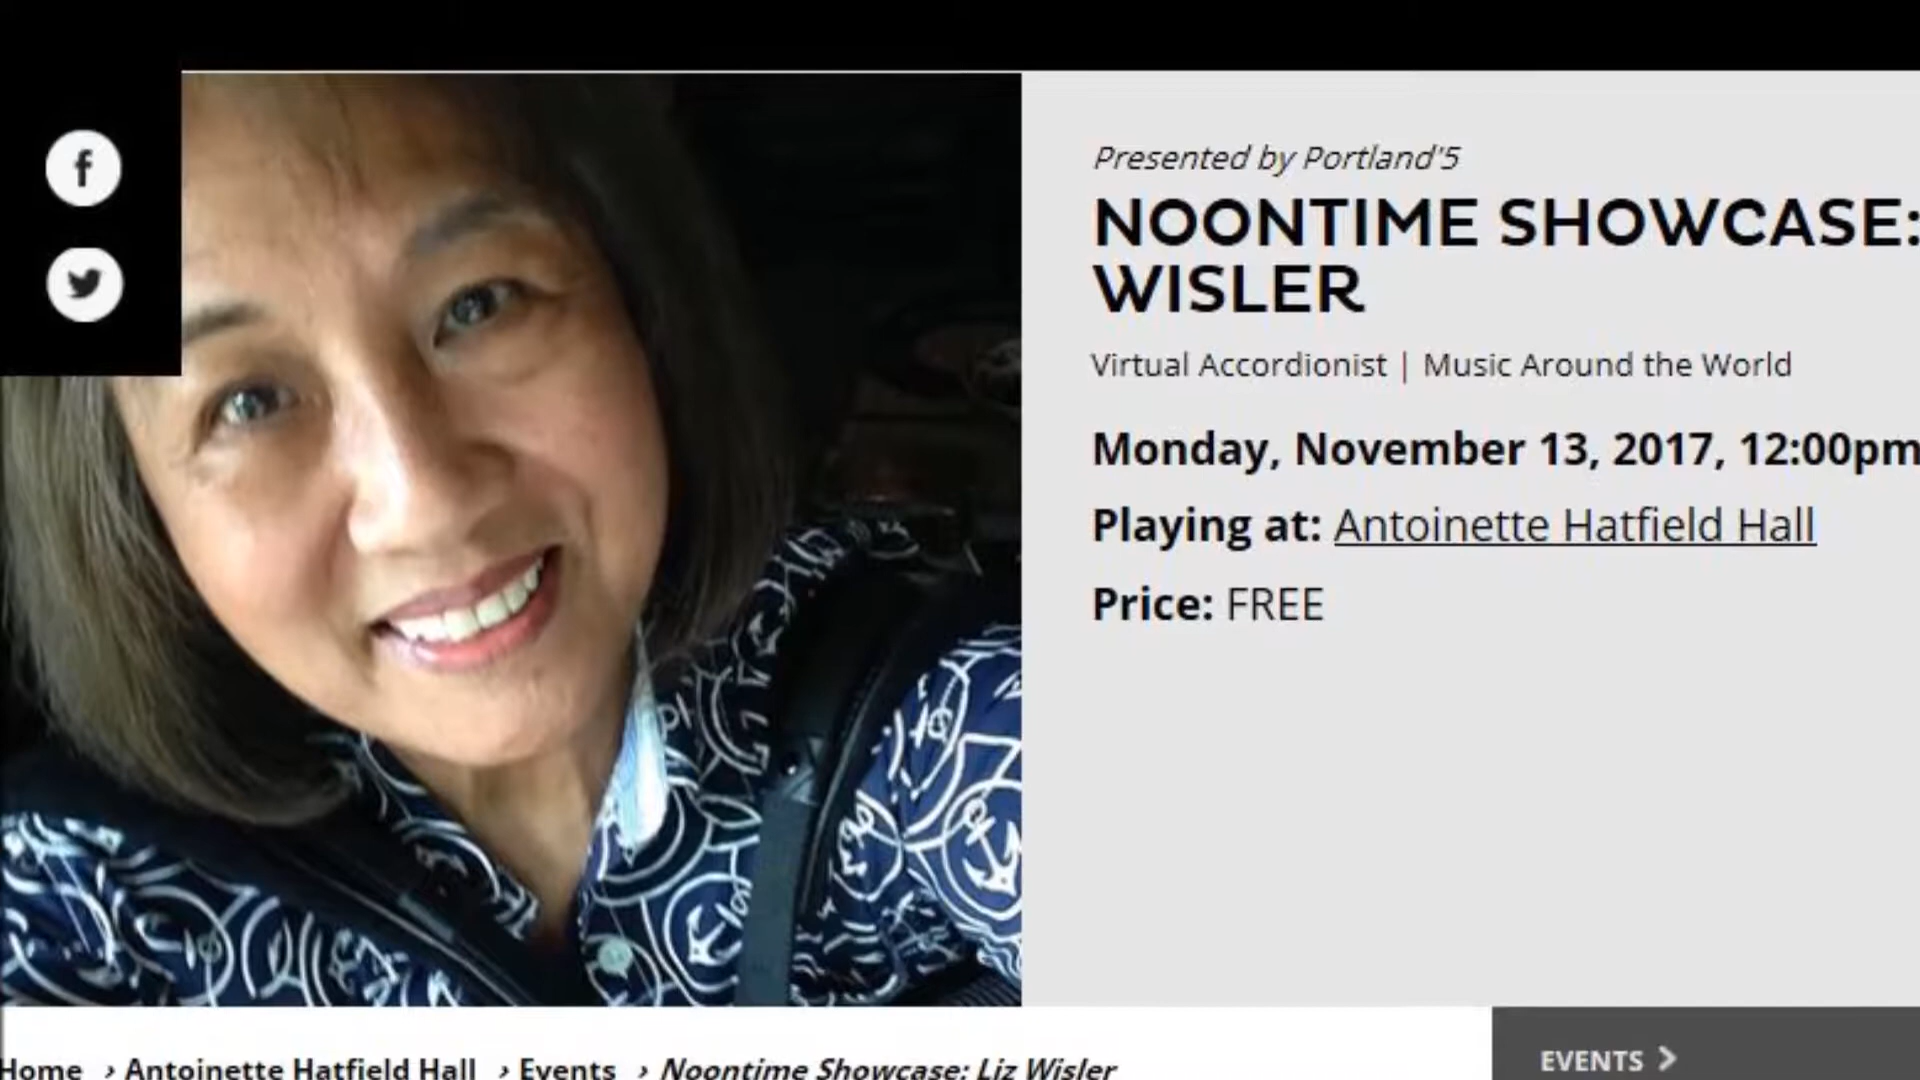 Presented by Portland'5
NOONTIME SHOWCASE:
WISLER
Virtual Accordionist | Music Around the World
Monday, November 13, 2017, 12:00pm
Playing at: Antoinette Hatfield Hall
Price: FREE
Home › Antoinette Hatfield Hall › Events › Noontime Showcase: Liz Wisler
EVENTS